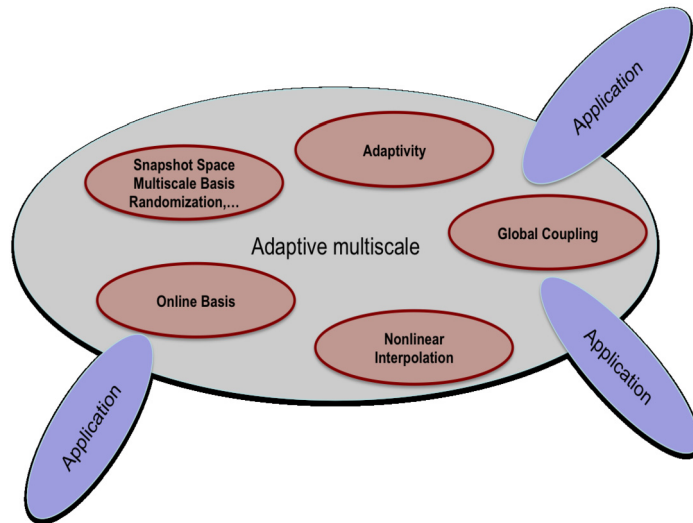 Application
Adaptivity
Snapshot Space
Multiscale Basis
Randomization,...
Global Coupling
Adaptive multiscale
Online Basis
Nonlinear
Interpolation
Application
Application